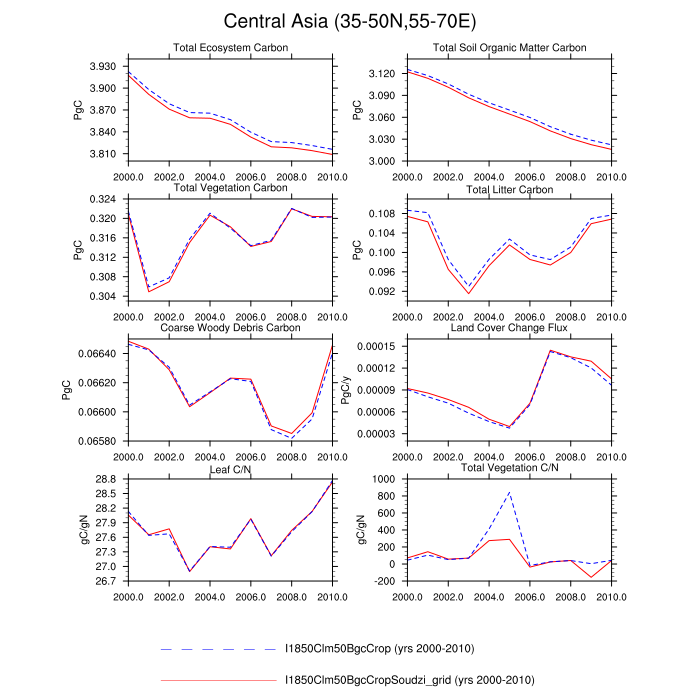 Central Asia (35-50N,55-70E)
Total Ecosystem Carbon
Total Soil Organic Matter Carbon
PgC
3.930
3.900
3.870
3.840
3.810
2000.0 2002.0 2004.0 2006.0 2008.0 2010.0
PgC
3.120
3.090
3.060
3.030
3.000
2000.0 2002.0 2004.0 2006.0 2008.0 2010.0
Total Vegetation Carbon
Total Litter Carbon
PgC
0.324
0.320
0.316
0.312
0.308
0.304
2000.0 2002.0 2004.0 2006.0 2008.0 2010.0
PgC
0.108
0.104
0.100
0.096
0.092
2000.0 2002.0 2004.0 2006.0 2008.0 2010.0
Coarse Woody Debris Carbon
Land Cover Change Flux
PgC
0.06640
0.06620
0.06600
0.06580
2000.0 2002.0 2004.0 2006.0 2008.0 2010.0
PgC/y
0.00015
0.00012
0.00009
0.00006
0.00003
2000.0 2002.0 2004.0 2006.0 2008.0 2010.0
Leaf C/N
Total Vegetation C/N
gC/gN
28.8
28.5
28.2
27.9
27.6
27.3
27.0
26.7
2000.0 2002.0 2004.0 2006.0 2008.0 2010.0
gC/gN
1000
800
600
400
200
0
-200
2000.0 2002.0 2004.0 2006.0 2008.0 2010.0
I1850Clm50BgcCrop (yrs 2000-2010)
I1850Clm50BgcCropSoudzi_grid (yrs 2000-2010)